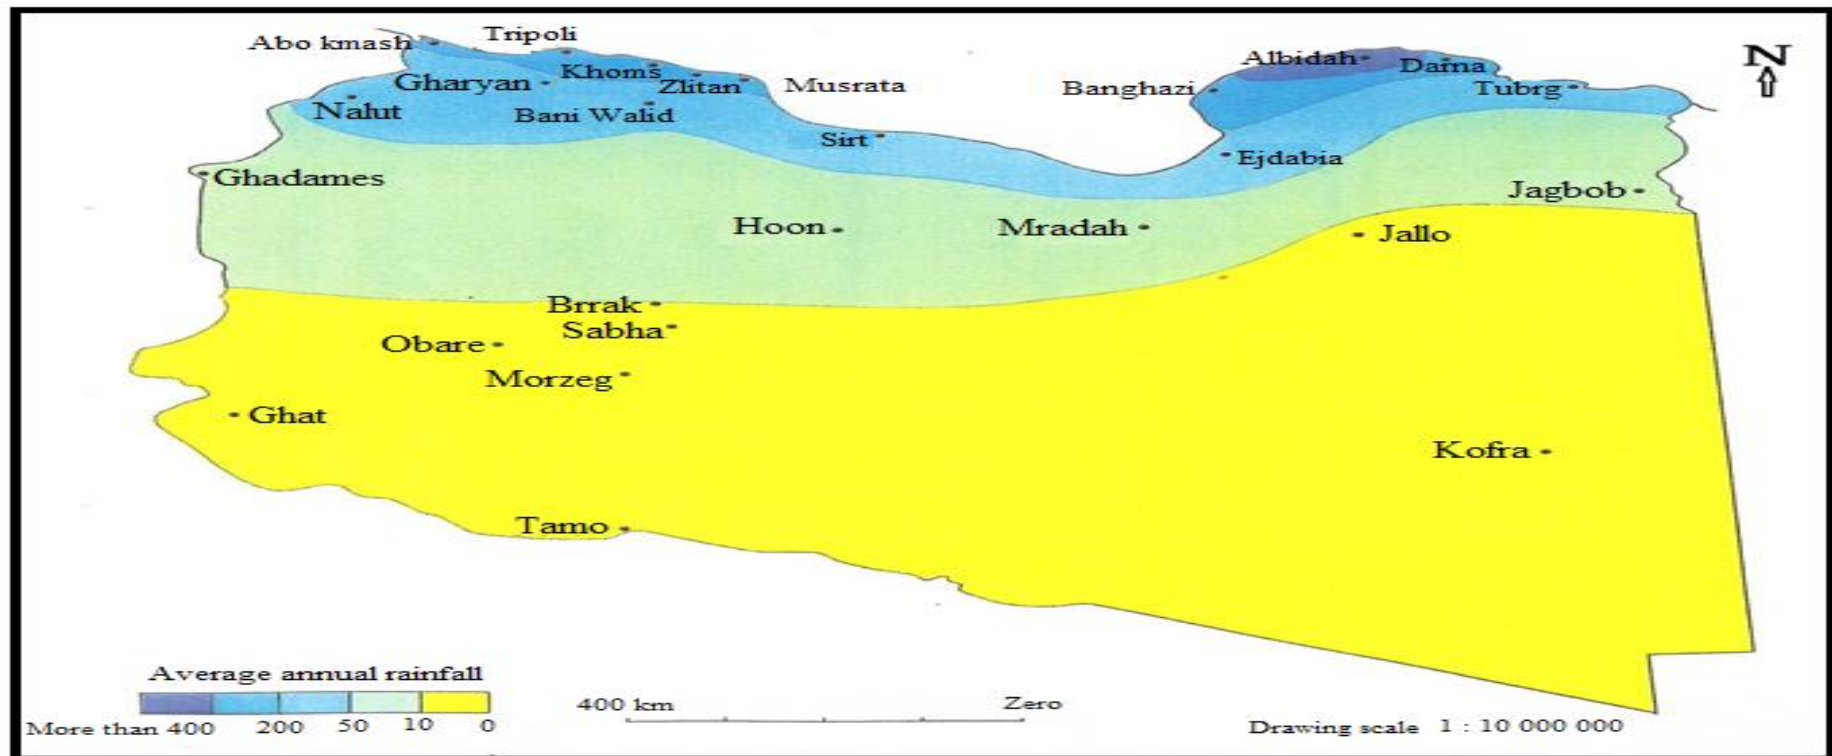 Tripoli
Abo kmash
N
Albidah
Darna
Khoms
Gharyan
Zlitan
Musrata
Banghazi
Tubrg
Nalut
Bani Walid
Sirt
Ejdabia
Ghadames
Jagbob
Hoon
Mradah
Jallo
Brrak
Sabha
Obare
Morzeg
Ghat
Kofra
Tamo
Average annual rainfall
More than 400 200 50 10 0
400 km Zero
Drawing scale 1 : 10 000 000